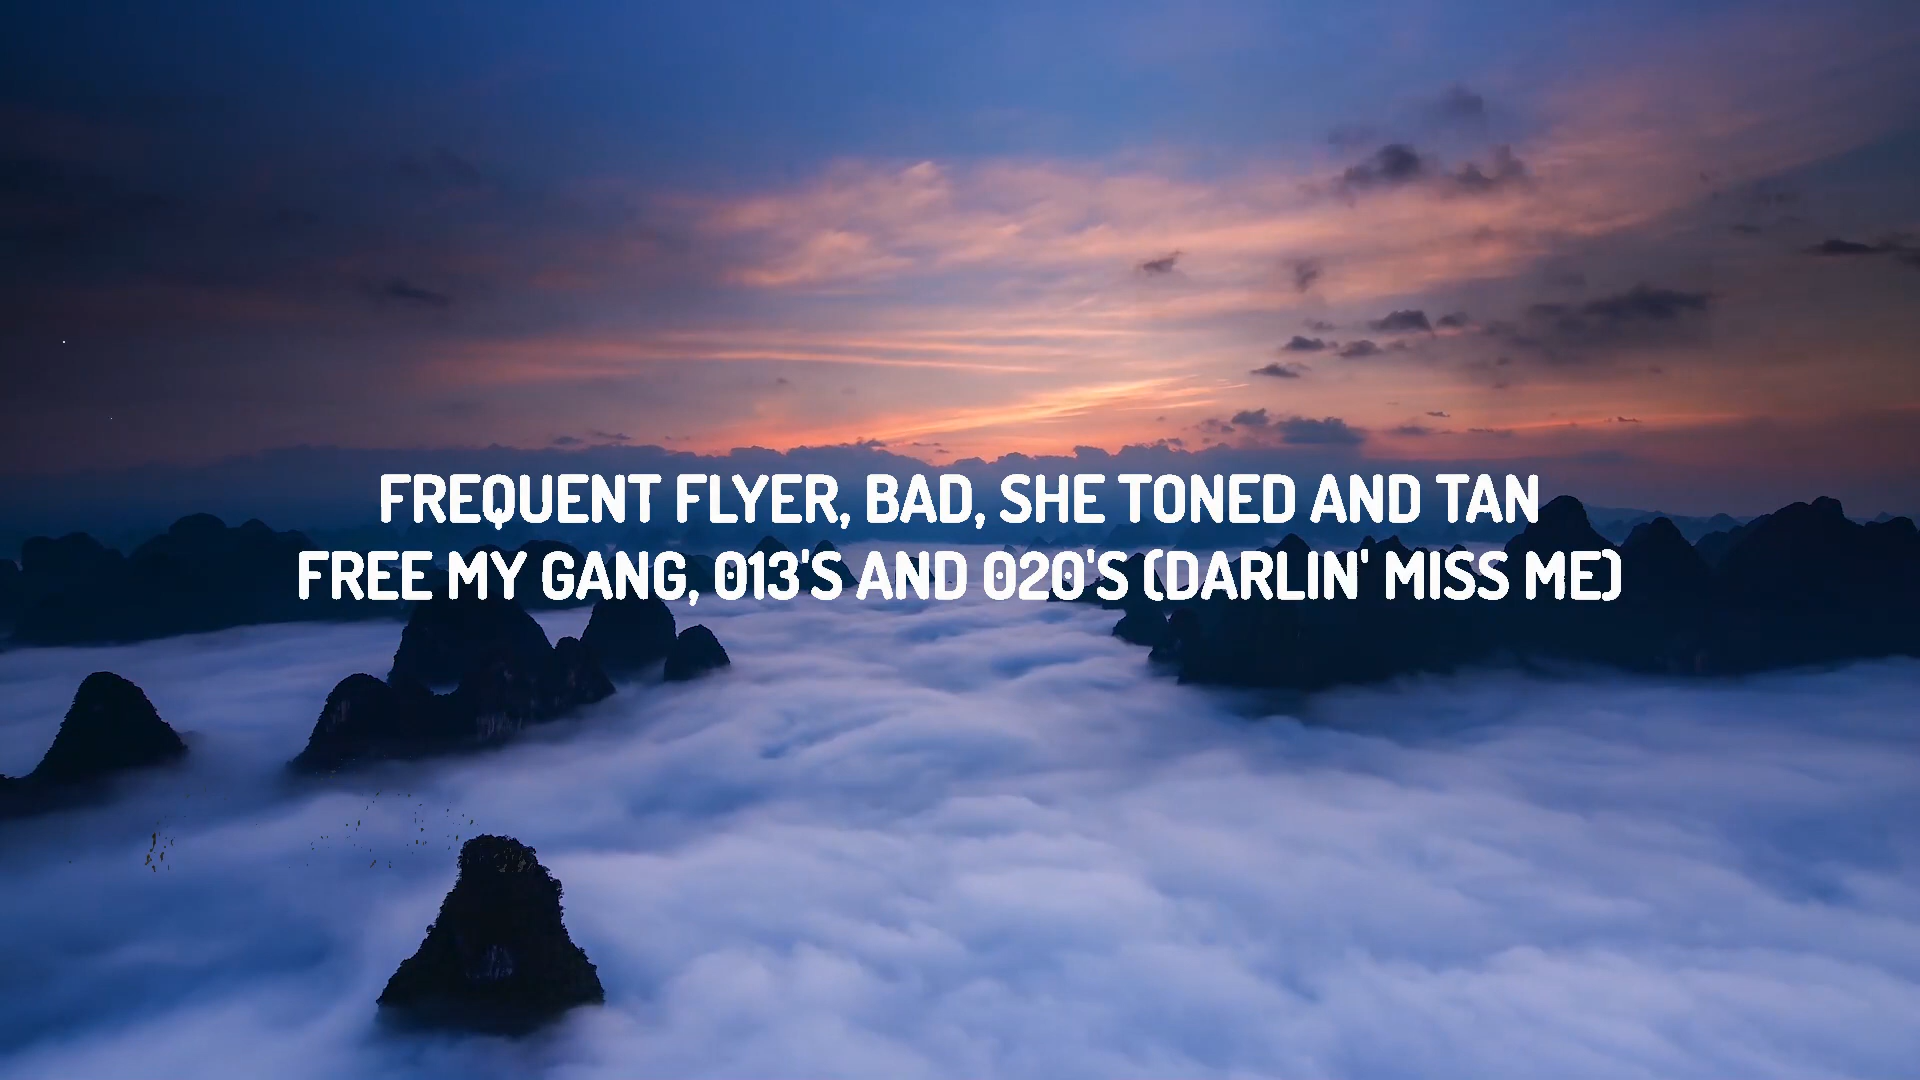 FREQUENT FLYER, BAD, SHE TONED AND TAN
FREE MY GANG, 013'S AND 020'S (DARLIN' MISS ME)